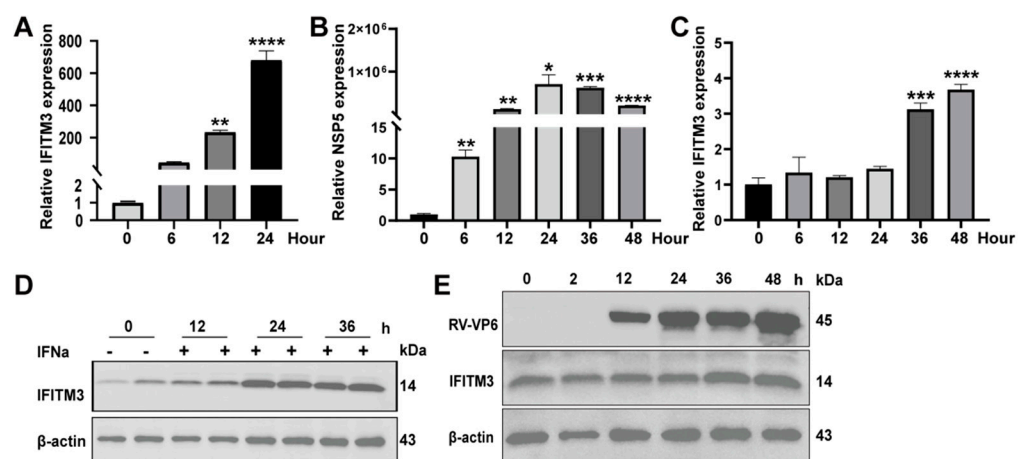 A
Relative IFITM3 expression
800
600
400
200
2
1
0
**
****
0 6 12 24 Hour
B
Relative NSP5 expression
2×10⁶
1×10⁶
15
10
5
0
**
**
*
***
****
0 6 12 24 36 48 Hour
C
Relative IFITM3 expression
5
4
3
2
1
0
***
****
0 6 12 24 36 48 Hour
D
0 12 24 36 h
IFNa - - + + + + + + kDa
IFITM3 14
β-actin 43
E
0 2 12 24 36 48 h kDa
RV-VP6 45
IFITM3 14
β-actin 43